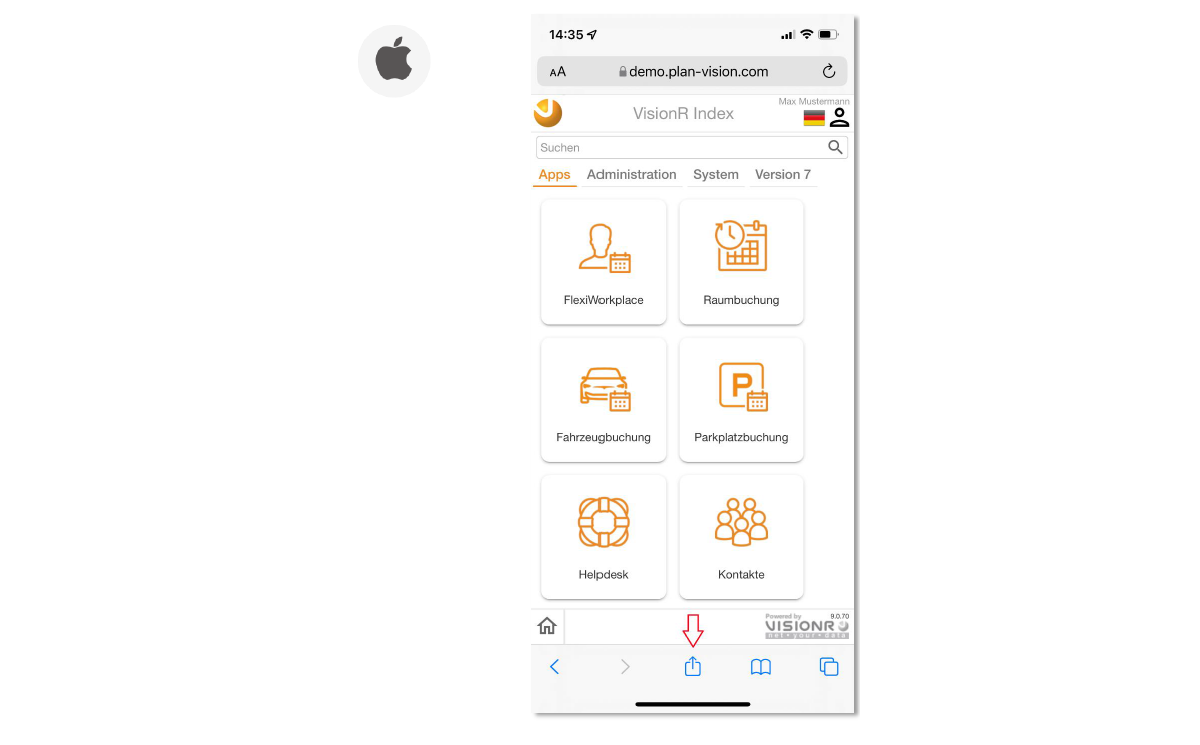 14:35
AA demo.plan-vision.com
Max Mustermann
VisionR Index
Suchen
Apps Administration System Version 7
FlexiWorkplace Raumbuchung
Fahrzeugbuchung P Parkplatzbuchung
Helpdesk Kontakte
Powered by 9.0.70
VISIONR
net • your • data